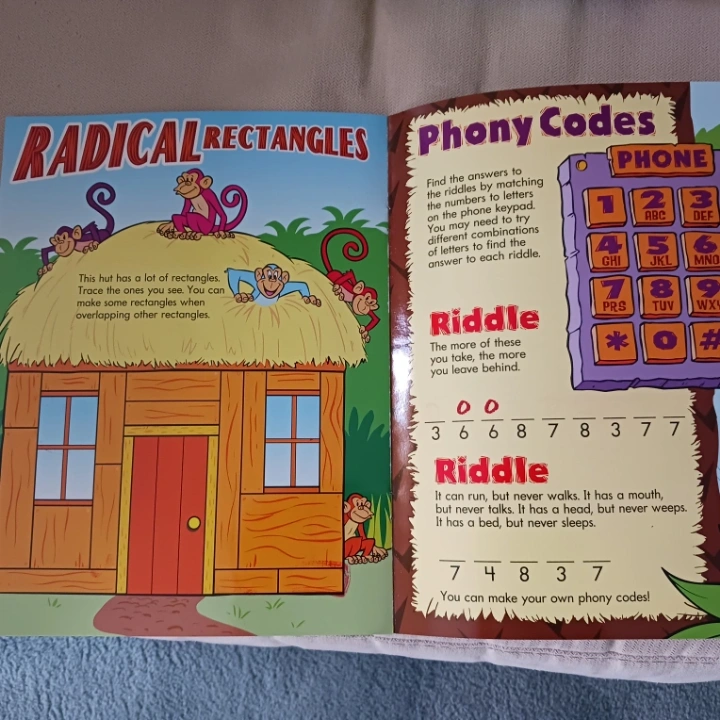 RADICAL RECTANGLES
This hut has a lot of rectangles.
Trace the ones you see. You can
make some rectangles when
overlapping other rectangles.
Phony Codes
Find the answers to
the riddles by matching
the numbers to letters
on the phone keypad.
You may need to try
different combinations
of letters to find the
answer to each riddle.
PHONE
1 2 3
ABC DEF
4 5 6
GHI JKL MNO
7 8 9
PRS TUV WX
* 0 #
Riddle
The more of these
you take, the more
you leave behind.
O O
3 6 6 8 7 8 3 7 7
Riddle
It can run, but never walks. It has a mouth,
but never talks. It has a head, but never weeps.
It has a bed, but never sleeps.
7 4 8 3 7
You can make your own phony codes!